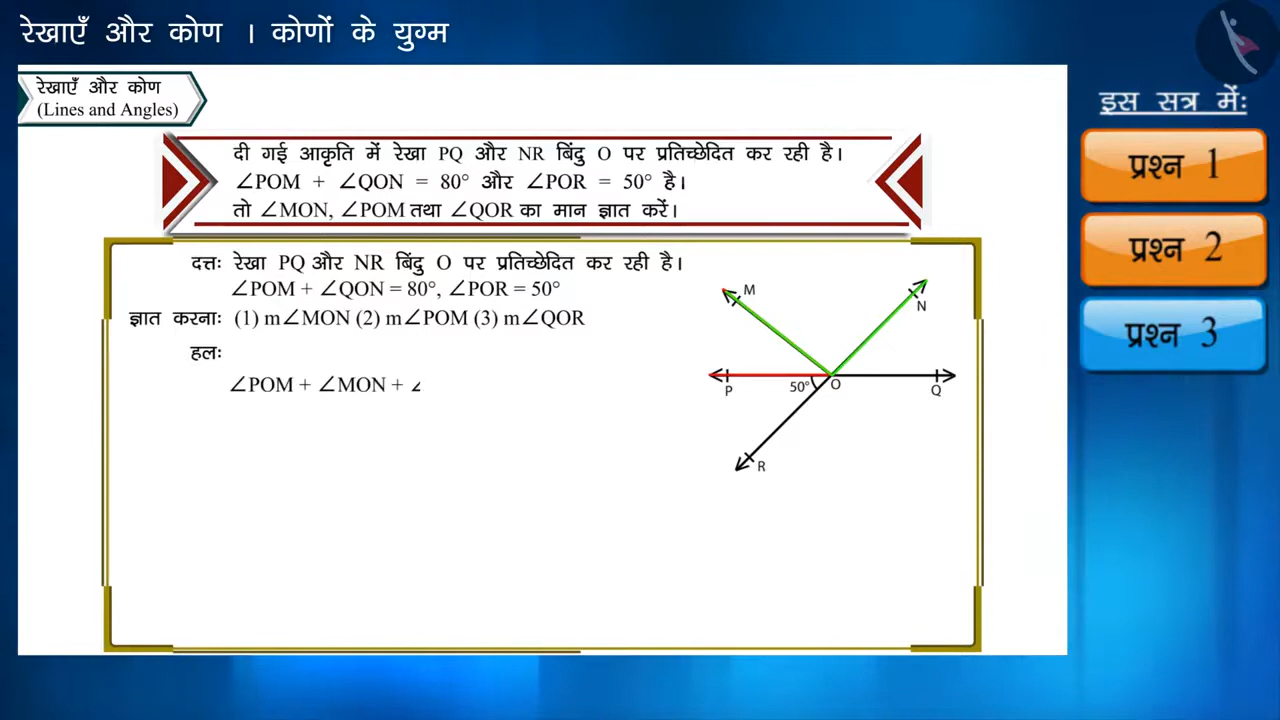 रेखाएँ और कोण । कोणों के युग्म
रेखाएँ और कोण
(Lines and Angles)
इस सत्र में:
प्रश्न 1
प्रश्न 2
प्रश्न 3
दी गई आकृति में रेखा PQ और NR बिंदु O पर प्रतिच्छेदित कर रही है।
∠POM + ∠QON = 80° और ∠POR = 50° है।
तो ∠MON, ∠POM तथा ∠QOR का मान ज्ञात करें।
दत्तः रेखा PQ और NR बिंदु O पर प्रतिच्छेदित कर रही है।
∠POM + ∠QON = 80°, ∠POR = 50°
ज्ञात करनाः (1) m∠MON (2) m∠POM (3) m∠QOR
हलः
∠POM + ∠MON + ∠
M
N
P
50°
O
Q
R